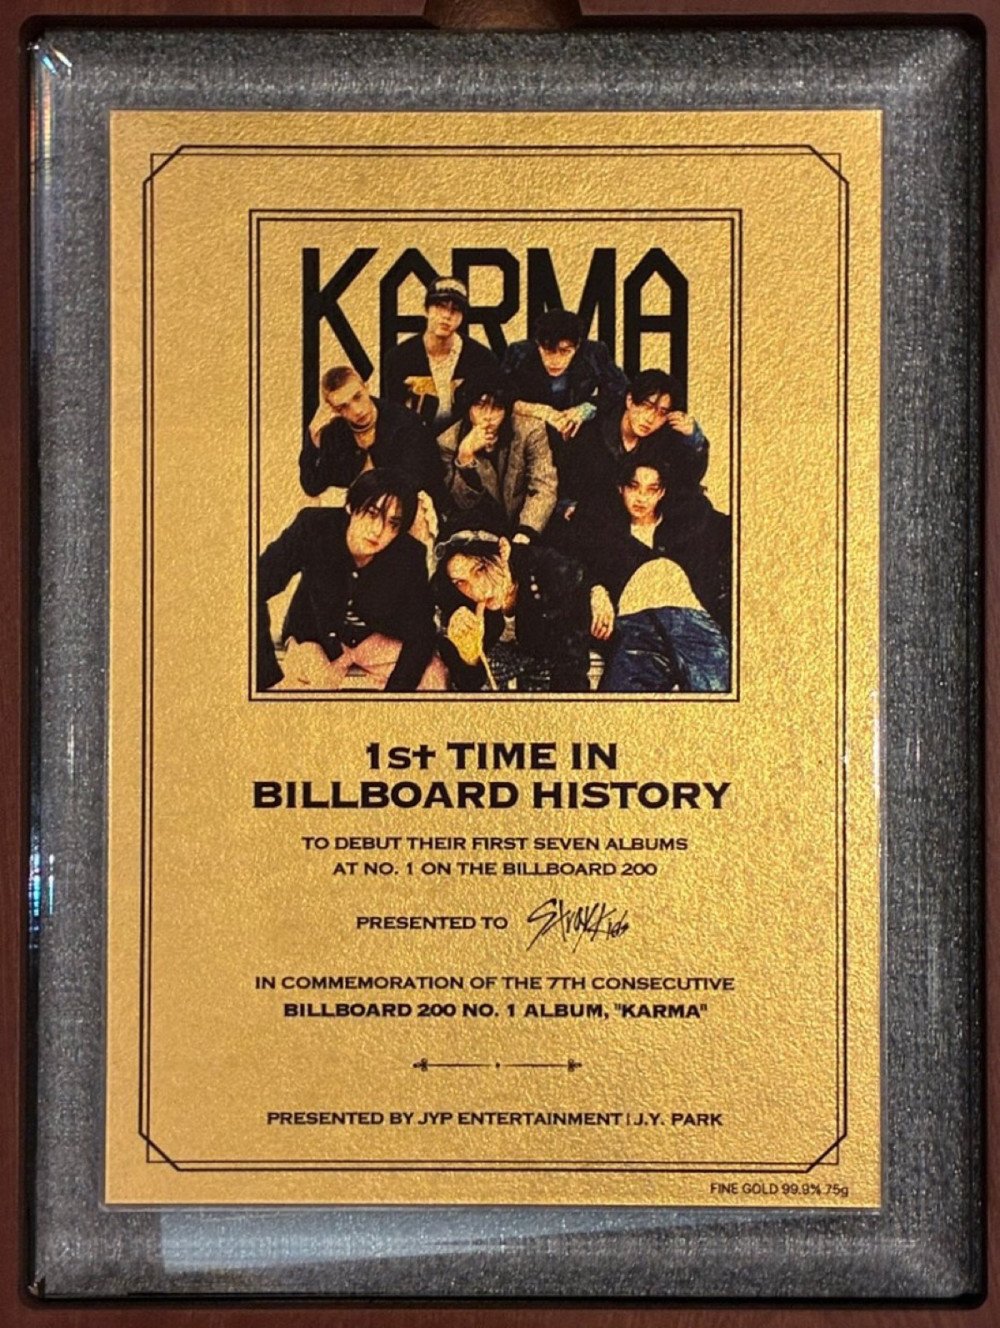 KARMA
1st TIME IN
BILLBOARD HISTORY
TO DEBUT THEIR FIRST SEVEN ALBUMS
AT NO. 1 ON THE BILLBOARD 200
PRESENTED TO Stray Kids
IN COMMEMORATION OF THE 7TH CONSECUTIVE
BILLBOARD 200 NO. 1 ALBUM, "KARMA"
PRESENTED BY JYP ENTERTAINMENT | J.Y. PARK
FINE GOLD 99.9% 75g